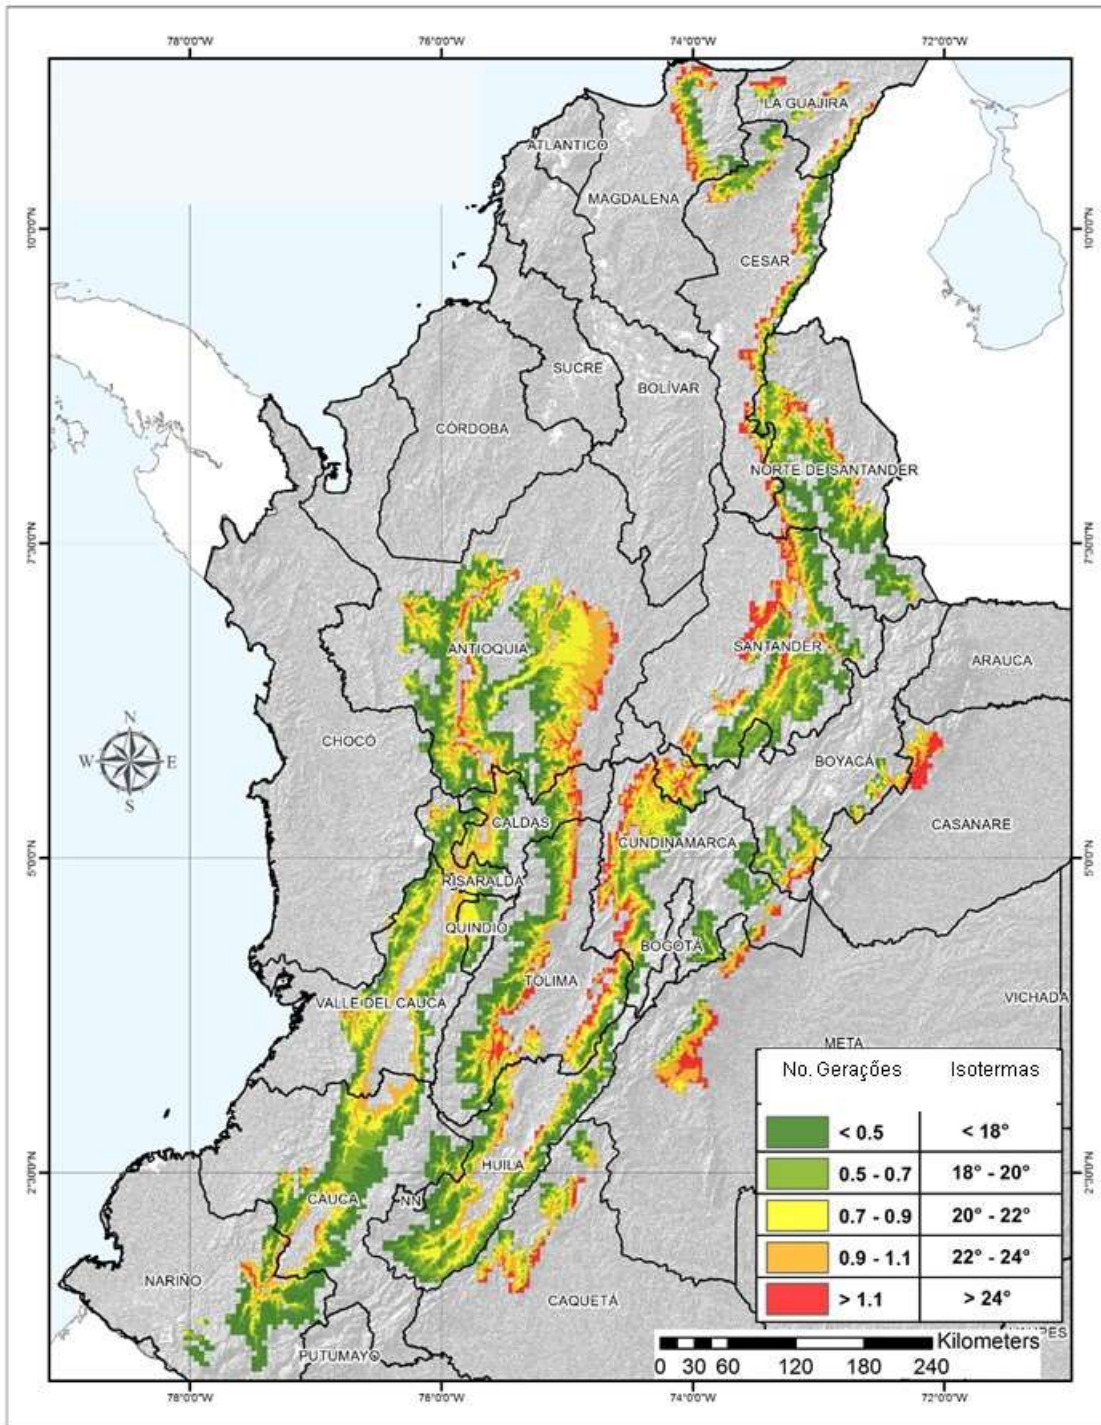 78°0'0"W 76°0'0"W 74°0'0"W 72°0'0"W
LA GUAJIRA
ATLANTICO
MAGDALENA
10°0'0"N 10°0'0"N
CESAR
SUCRE
BOLÍVAR
CÓRDOBA
NORTE DE SANTANDER
7°30'0"N 7°30'0"N
ANTIOQUIA
SANTANDER
ARAUCA
CHOCÓ
N
W E
S
BOYACÁ
CALDAS
CASANARE
CUNDINAMARCA
5°0'0"N 5°0'0"N
RISARALDA
QUINDIO
BOGOTÁ
TOLIMA
VALLE DEL CAUCA
VICHADA
META
No. Gerações Isotermas
< 0.5 < 18°
0.5 - 0.7 18° - 20°
0.7 - 0.9 20° - 22°
0.9 - 1.1 22° - 24°
> 1.1 > 24°
HUILA
2°30'0"N 2°30'0"N
CAUCA
NN
NARIÑO
CAQUETÁ
PUTUMAYO
Kilometers
0 30 60 120 180 240
78°0'0"W 76°0'0"W 74°0'0"W 72°0'0"W